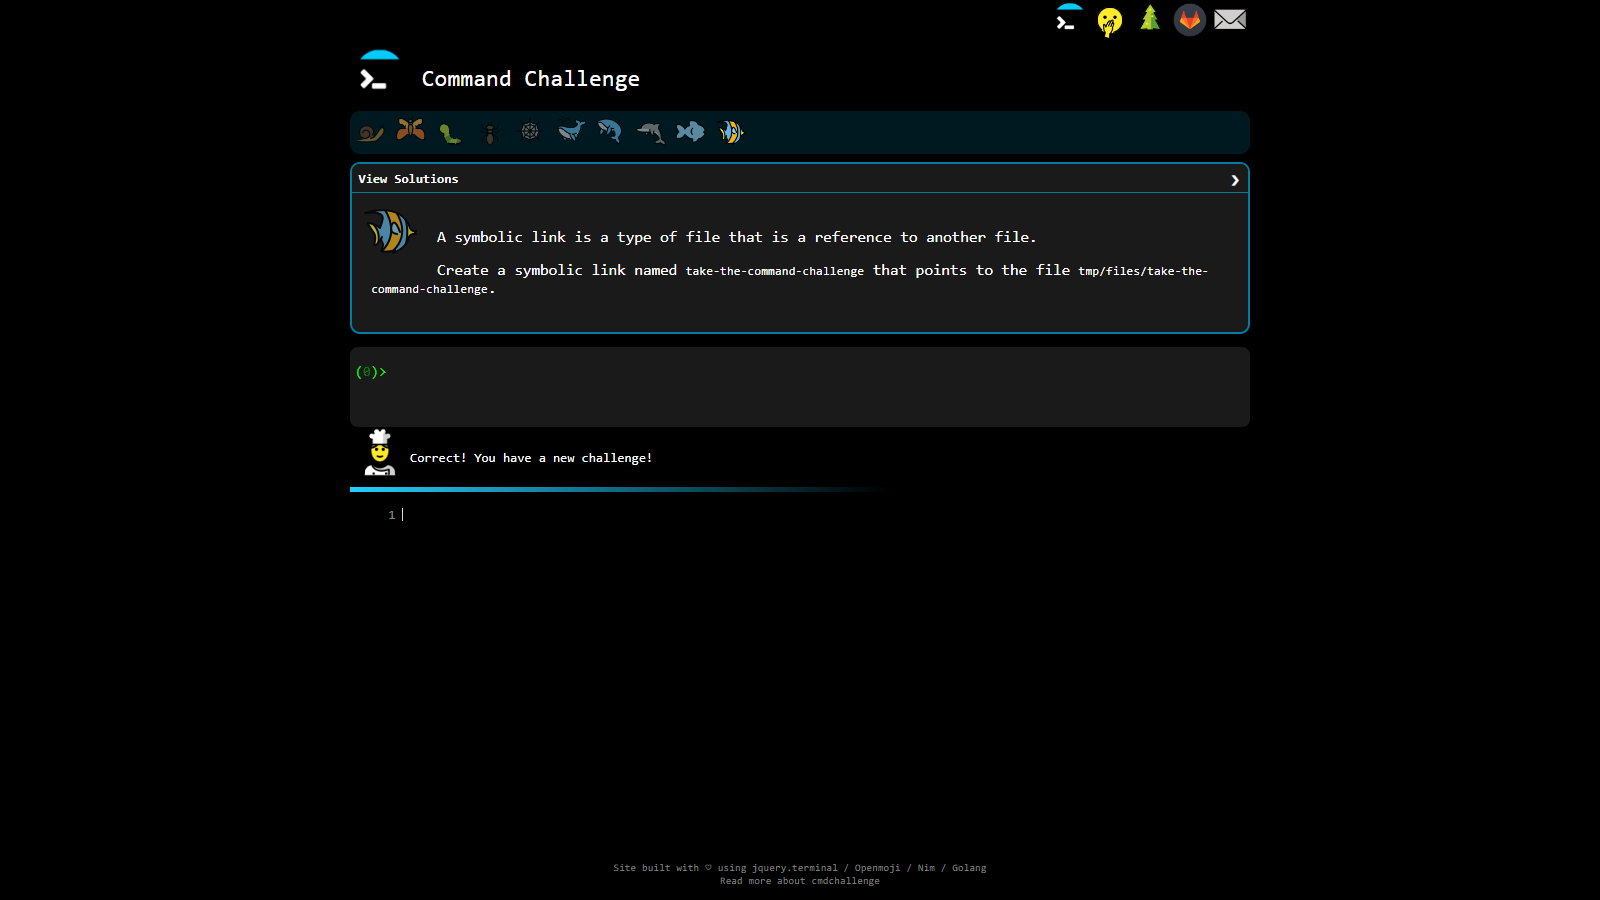 Command Challenge
View Solutions
A symbolic link is a type of file that is a reference to another file.
Create a symbolic link named take-the-command-challenge that points to the file tmp/files/take-the-
command-challenge.
(0)>
Correct! You have a new challenge!
1
Site built with ♡ using jquery.terminal / Openmoji / Nim / Golang
Read more about cmdchallenge